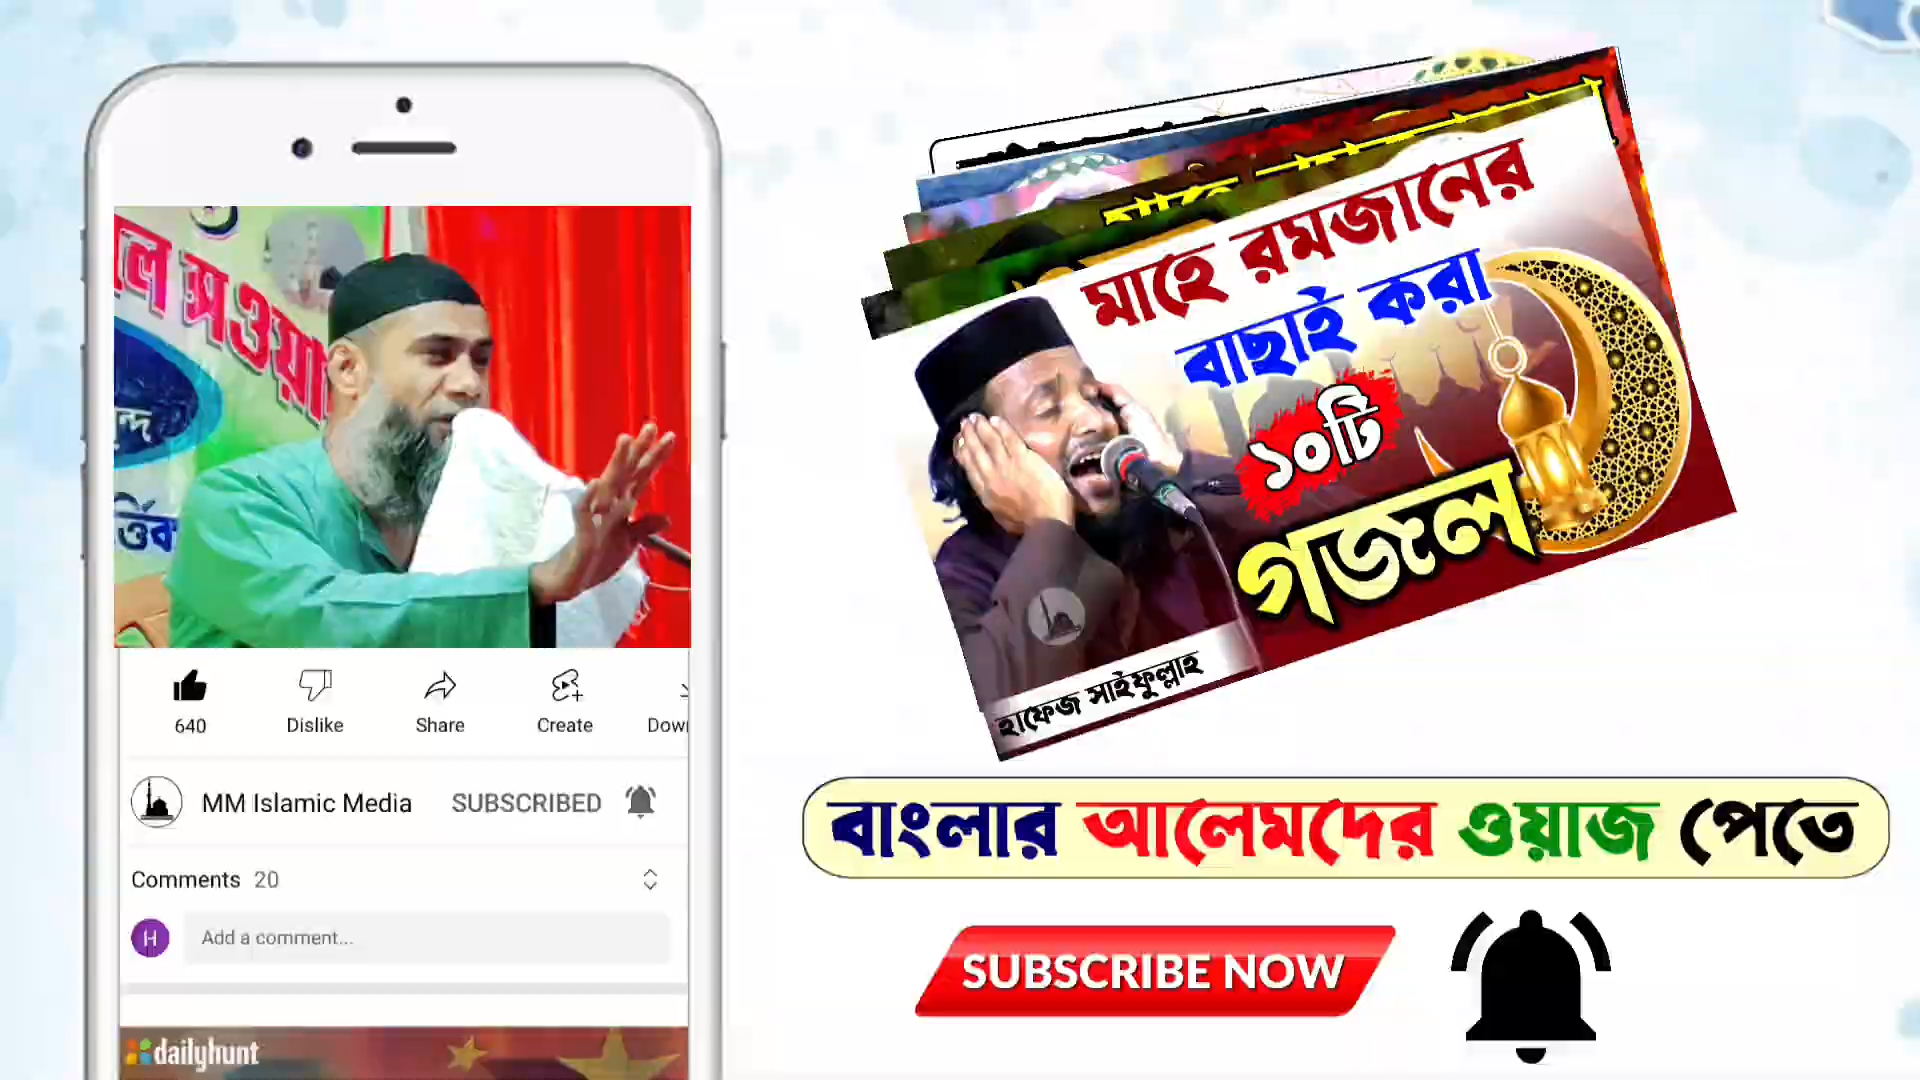 640
Dislike
Share
Create
MM Islamic Media
SUBSCRIBED
Comments 20
H
Add a comment...
dailyhunt
মাহে রমজানের
বাছাই করা
১০টি
গজল
হাফেজ সাইফুল্লাহ
বাংলার আলেমদের ওয়াজ পেতে
SUBSCRIBE NOW